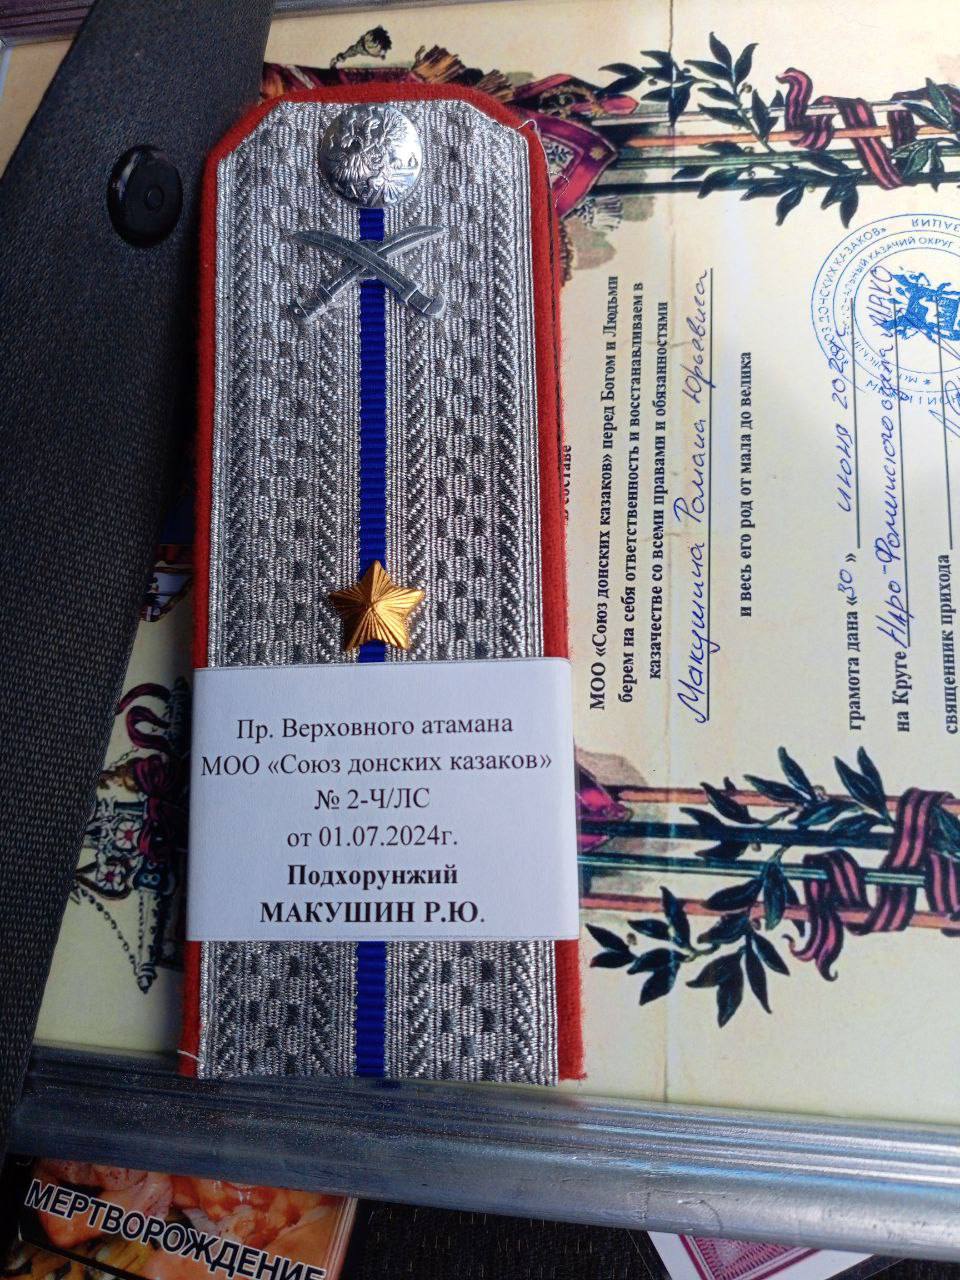 Пр. Верховного атамана
МОО «Союз донских казаков»
№ 2-Ч/ЛС
от 01.07.2024г.
Подхорунжий
МАКУШИН Р.Ю.
МОО «Союз донских казаков» перед Богом и Людьми
берем на себя ответственность и восстанавливаем в
казачестве со всеми правами и обязанностями
Макушина Романа Юрьевича
и весь его род от мала до велика
грамота дана «30» июня
на Круге Наро-Фоминского
священник прихода
МЕРТВОРОЖДЕНИЕ